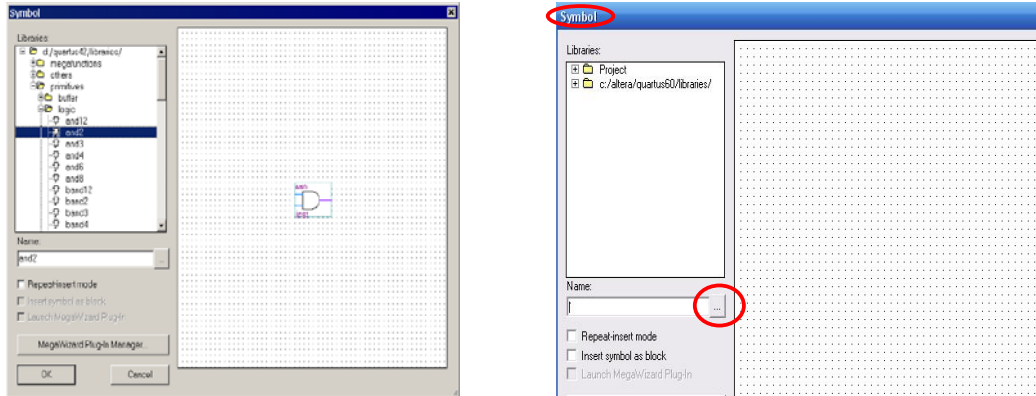 Symbol
Libraries:
d:/quartus42/libraries/
megafunctions
others
primitives
buffer
logic
and12
and2
and3
and4
and6
and8
band12
band2
band3
band4
Name:
and2
...
Repeat-insert mode
Insert symbol as block
Launch MegaWizard Plug-In
MegaWizard Plug-In Manager...
OK
Cancel
Symbol
Libraries:
Project
c:/altera/quartus60/libraries/
Name:
...
Repeat-insert mode
Insert symbol as block
Launch MegaWizard Plug-In